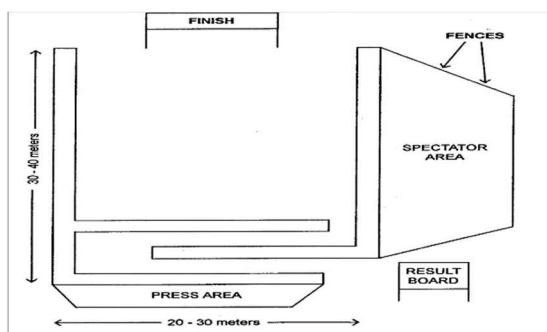 FINISH
FENCES
30 - 40 meters
SPECTATOR
AREA
RESULT
BOARD
PRESS AREA
20 - 30 meters